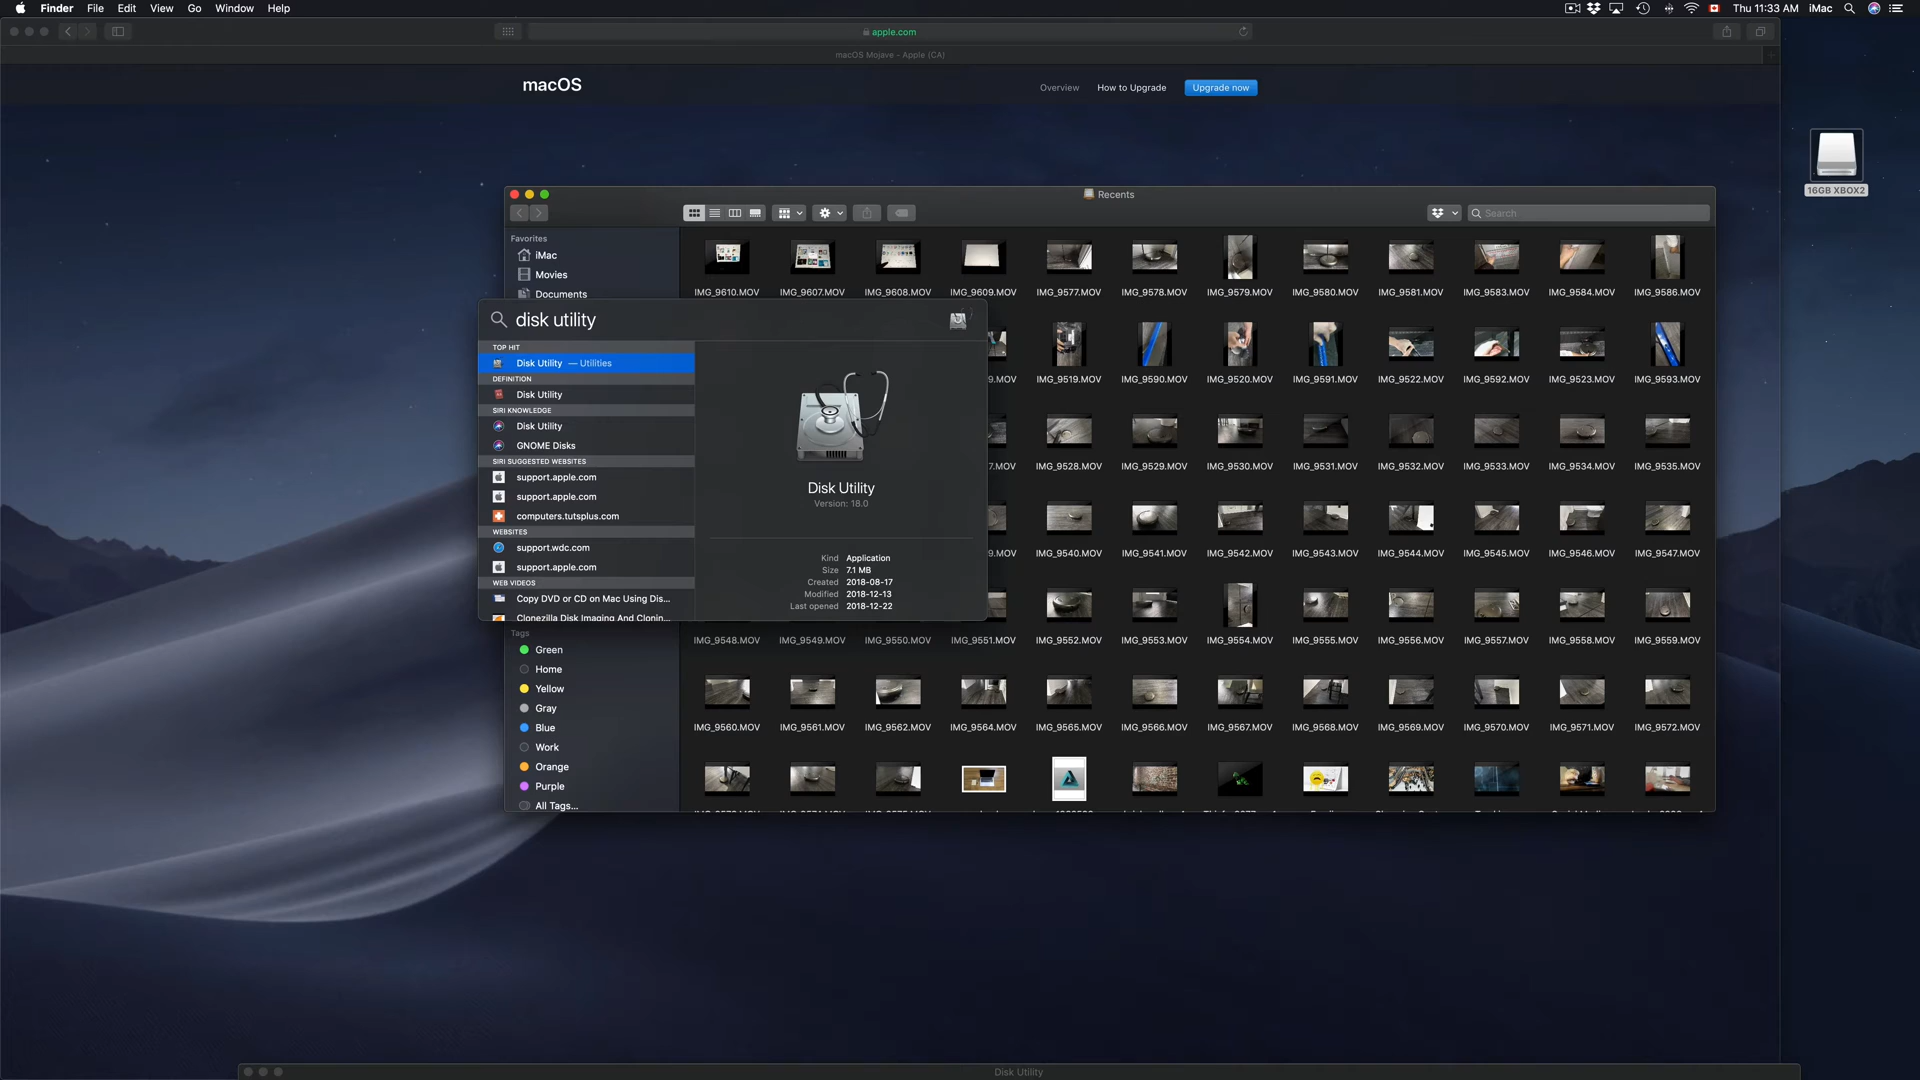 Finder File Edit View Go Window Help
Thu 11:33 AM iMac
apple.com
macOS Mojave - Apple (CA)
macOS
Overview How to Upgrade Upgrade now
16GB XBOX2
Recents
Search
Favorites
iMac
Movies
Documents
IMG_9610.MOV IMG_9607.MOV IMG_9608.MOV IMG_9609.MOV IMG_9577.MOV IMG_9578.MOV IMG_9579.MOV IMG_9580.MOV IMG_9581.MOV IMG_9583.MOV IMG_9584.MOV IMG_9586.MOV
disk utility
TOP HIT
Disk Utility — Utilities
DEFINITION
Disk Utility
SIRI KNOWLEDGE
Disk Utility
GNOME Disks
SIRI SUGGESTED WEBSITES
support.apple.com
support.apple.com
computers.tutsplus.com
WEBSITES
support.wdc.com
support.apple.com
WEB VIDEOS
Copy DVD or CD on Mac Using Dis...
Clonezilla Disk Imaging And Clonin...
Disk Utility
Version: 18.0
Kind Application
Size 7.1 MB
Created 2018-08-17
Modified 2018-12-13
Last opened 2018-12-22
9.MOV IMG_9519.MOV IMG_9590.MOV IMG_9520.MOV IMG_9591.MOV IMG_9522.MOV IMG_9592.MOV IMG_9523.MOV IMG_9593.MOV
7.MOV IMG_9528.MOV IMG_9529.MOV IMG_9530.MOV IMG_9531.MOV IMG_9532.MOV IMG_9533.MOV IMG_9534.MOV IMG_9535.MOV
9.MOV IMG_9540.MOV IMG_9541.MOV IMG_9542.MOV IMG_9543.MOV IMG_9544.MOV IMG_9545.MOV IMG_9546.MOV IMG_9547.MOV
IMG_9548.MOV IMG_9549.MOV IMG_9550.MOV IMG_9551.MOV IMG_9552.MOV IMG_9553.MOV IMG_9554.MOV IMG_9555.MOV IMG_9556.MOV IMG_9557.MOV IMG_9558.MOV IMG_9559.MOV
IMG_9560.MOV IMG_9561.MOV IMG_9562.MOV IMG_9564.MOV IMG_9565.MOV IMG_9566.MOV IMG_9567.MOV IMG_9568.MOV IMG_9569.MOV IMG_9570.MOV IMG_9571.MOV IMG_9572.MOV
Tags
Green
Home
Yellow
Gray
Blue
Work
Orange
Purple
All Tags...
Disk Utility